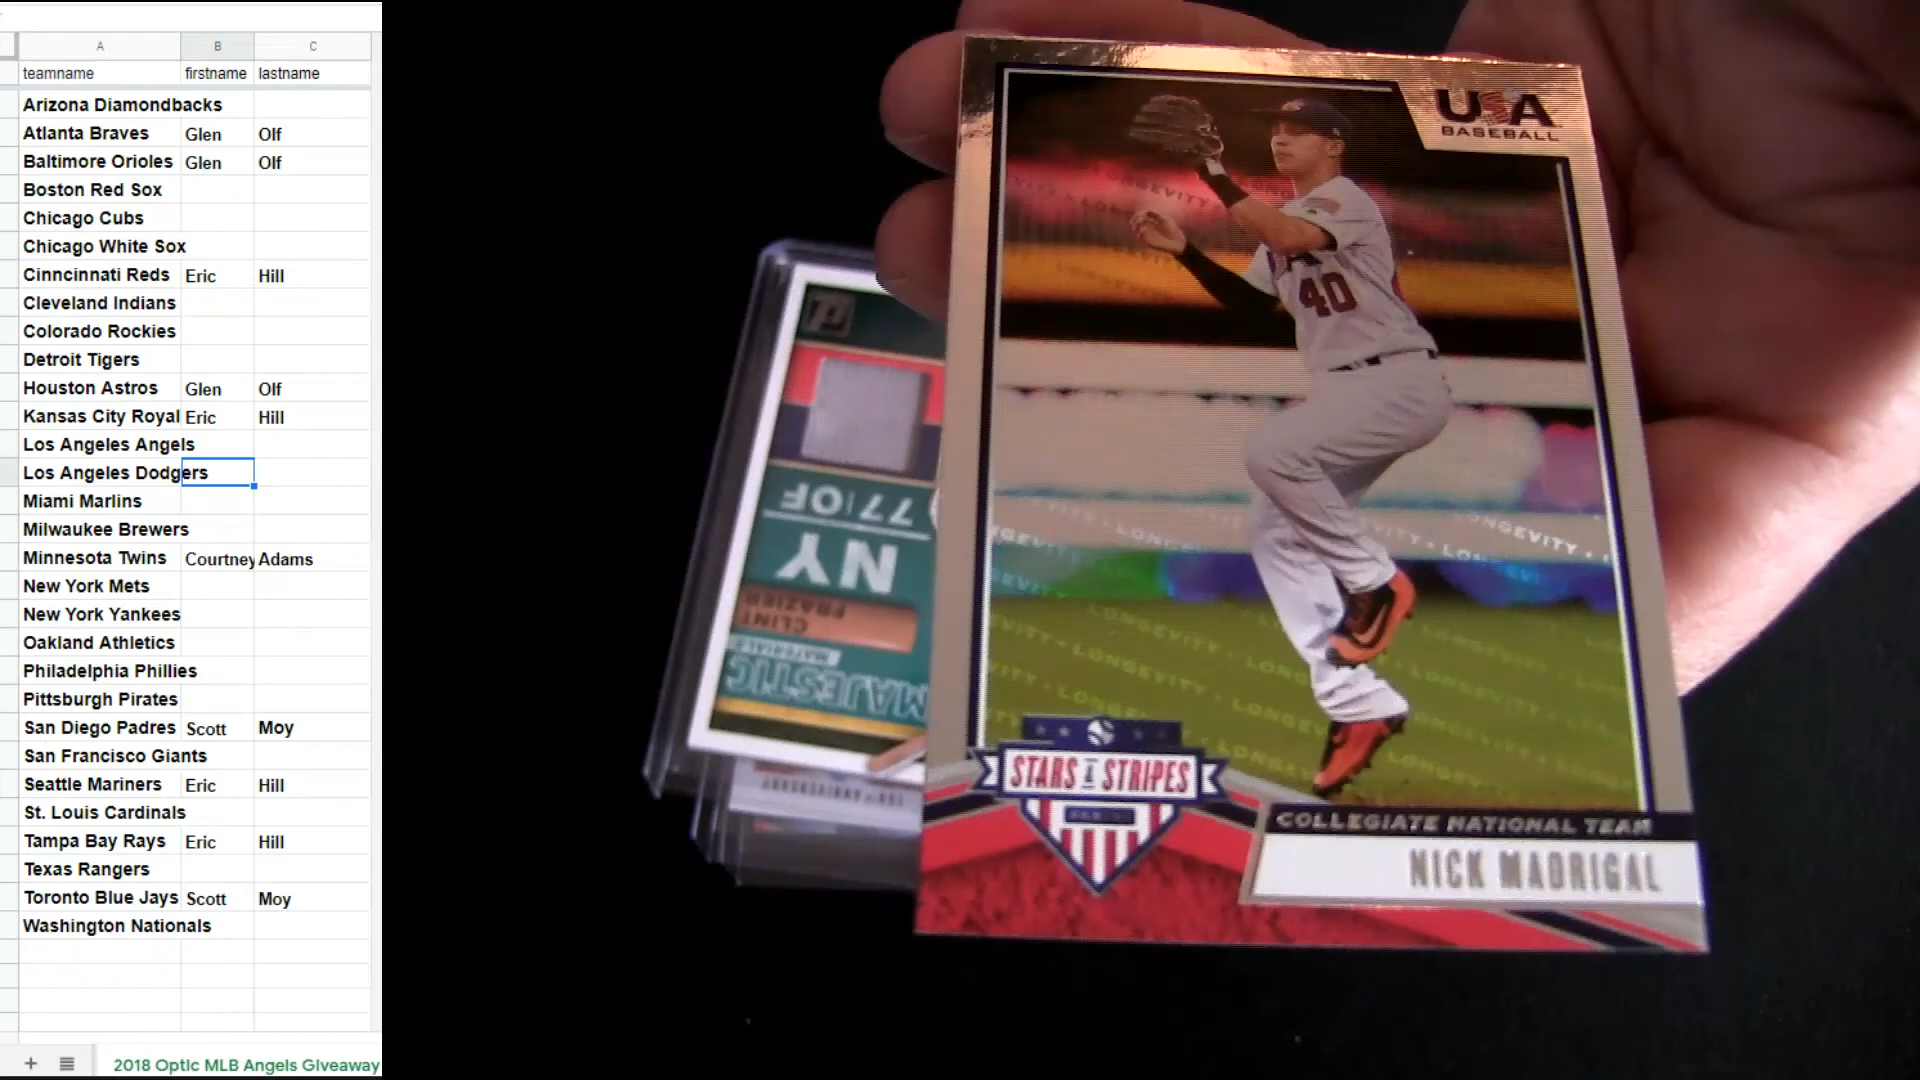 A B C
teamname firstname lastname
Arizona Diamondbacks
Atlanta Braves Glen Olf
Baltimore Orioles Glen Olf
Boston Red Sox
Chicago Cubs
Chicago White Sox
Cinncinnati Reds Eric Hill
Cleveland Indians
Colorado Rockies
Detroit Tigers
Houston Astros Glen Olf
Kansas City Royal Eric Hill
Los Angeles Angels
Los Angeles Dodgers
Miami Marlins
Milwaukee Brewers
Minnesota Twins Courtney Adams
New York Mets
New York Yankees
Oakland Athletics
Philadelphia Phillies
Pittsburgh Pirates
San Diego Padres Scott Moy
San Francisco Giants
Seattle Mariners Eric Hill
St. Louis Cardinals
Tampa Bay Rays Eric Hill
Texas Rangers
Toronto Blue Jays Scott Moy
Washington Nationals
2018 Optic MLB Angels Giveaway
USA
BASEBALL
40
LONGEVITY • LONGEVITY
STARS & STRIPES
PANINI
COLLEGIATE NATIONAL TEAM
NICK MADRIGAL
MAJESTIC
MATERIALS
CLINT
FRAZIER
NY
77|OF